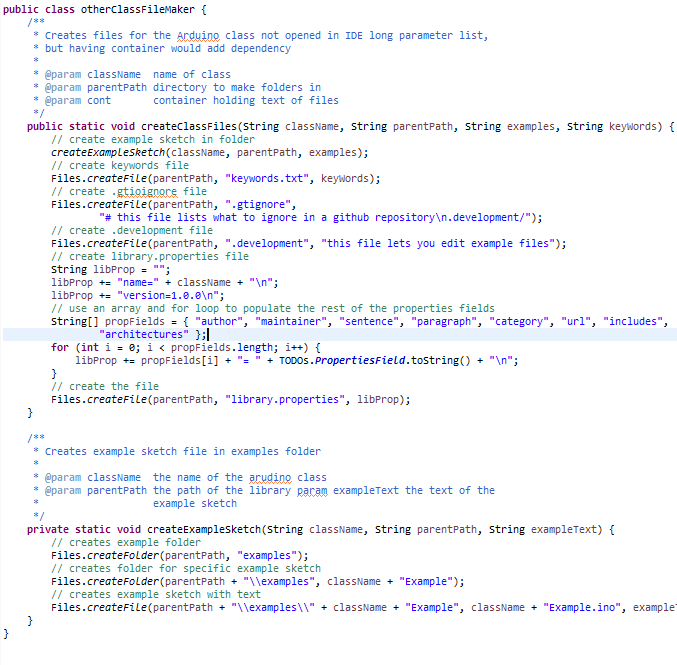 public class otherClassFileMaker {
    /**
     * Creates files for the Arduino class not opened in IDE long parameter list,
     * but having container would add dependency
     *
     * @param className  name of class
     * @param parentPath directory to make folders in
     * @param cont       container holding text of files
     */
    public static void createClassFiles(String className, String parentPath, String examples, String keyWords) {
        // create example sketch in folder
        createExampleSketch(className, parentPath, examples);
        // create keywords file
        Files.createFile(parentPath, "keywords.txt", keyWords);
        // create .gtioignore file
        Files.createFile(parentPath, ".gtignore",
                "# this file lists what to ignore in a github repository\n.development/");
        // create .development file
        Files.createFile(parentPath, ".development", "this file lets you edit example files");
        // create library.properties file
        String libProp = "";
        libProp += "name=" + className + "\n";
        libProp += "version=1.0.0\n";
        // use an array and for loop to populate the rest of the properties fields
        String[] propFields = { "author", "maintainer", "sentence", "paragraph", "category", "url", "includes",
                "architectures" };
        for (int i = 0; i < propFields.length; i++) {
            libProp += propFields[i] + "= " + TODOs.PropertiesField.toString() + "\n";
        }
        // create the file
        Files.createFile(parentPath, "library.properties", libProp);
    }

    /**
     * Creates example sketch file in examples folder
     *
     * @param className  the name of the arudino class
     * @param parentPath the path of the library param exampleText the text of the
     *                   example sketch
     */
    private static void createExampleSketch(String className, String parentPath, String exampleText) {
        // creates example folder
        Files.createFolder(parentPath, "examples");
        // creates folder for specific example sketch
        Files.createFolder(parentPath + "\\examples", className + "Example");
        // creates example sketch with text
        Files.createFile(parentPath + "\\examples\\" + className + "Example", className + "Example.ino", example
    }
}